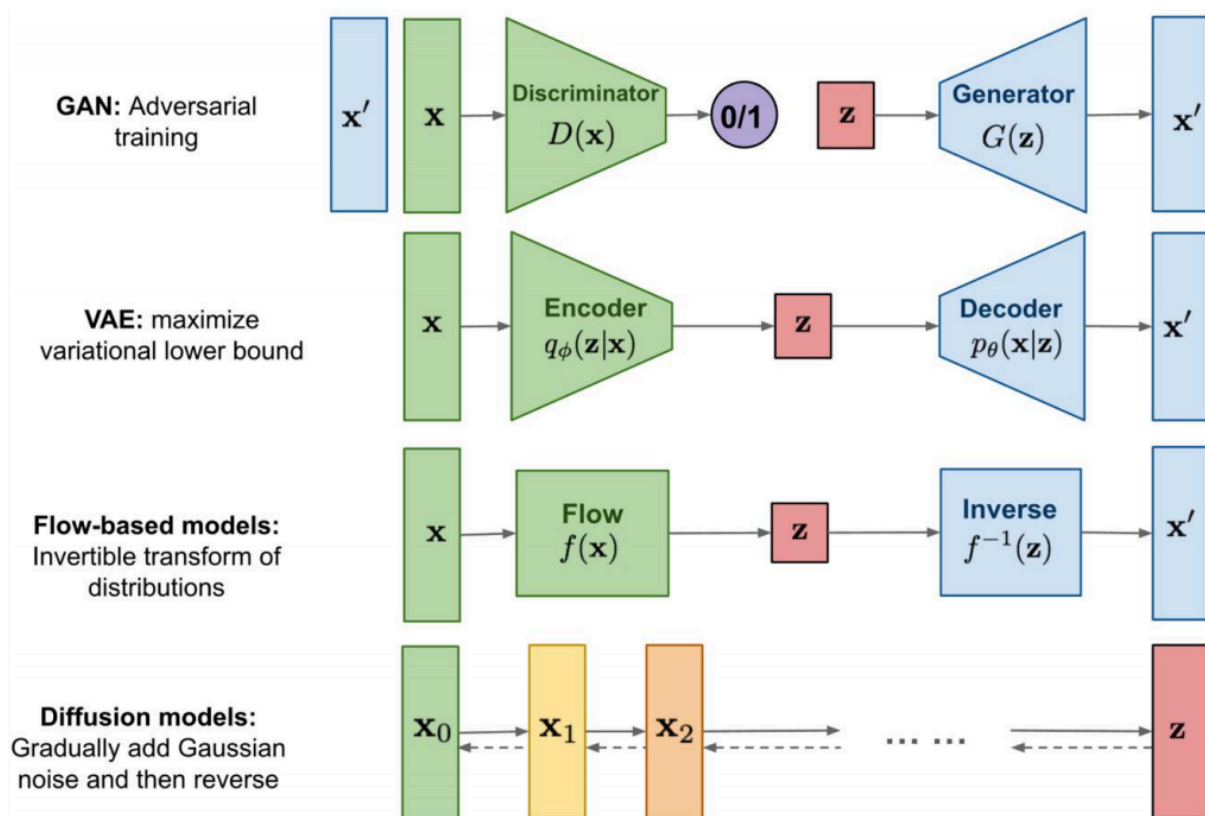 GAN: Adversarial
training
x′
x
Discriminator
D(x)
0/1
z
Generator
G(z)
x′
VAE: maximize
variational lower bound
x
Encoder
qϕ(z|x)
z
Decoder
pθ(x|z)
x′
Flow-based models:
Invertible transform of
distributions
x
Flow
f(x)
z
Inverse
f⁻¹(z)
x′
Diffusion models:
Gradually add Gaussian
noise and then reverse
x₀
x₁
x₂
... ...
z